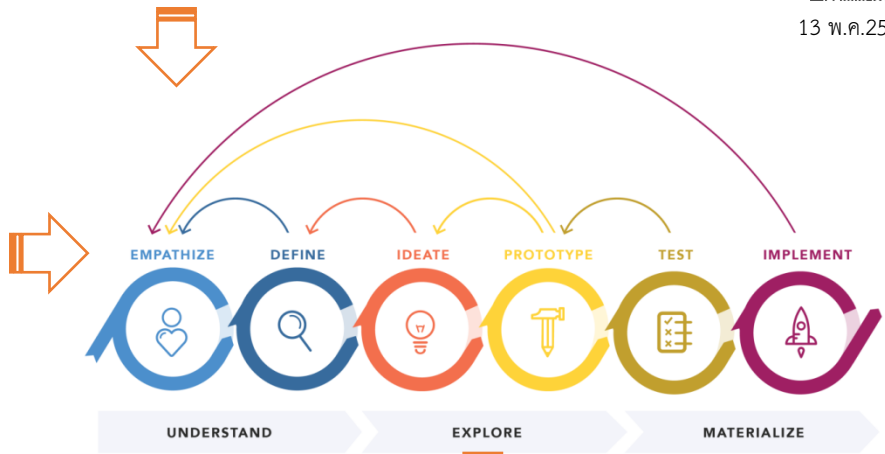 13 พ.ค.25
EMPATHIZE
DEFINE
IDEATE
PROTOTYPE
TEST
IMPLEMENT
UNDERSTAND
EXPLORE
MATERIALIZE